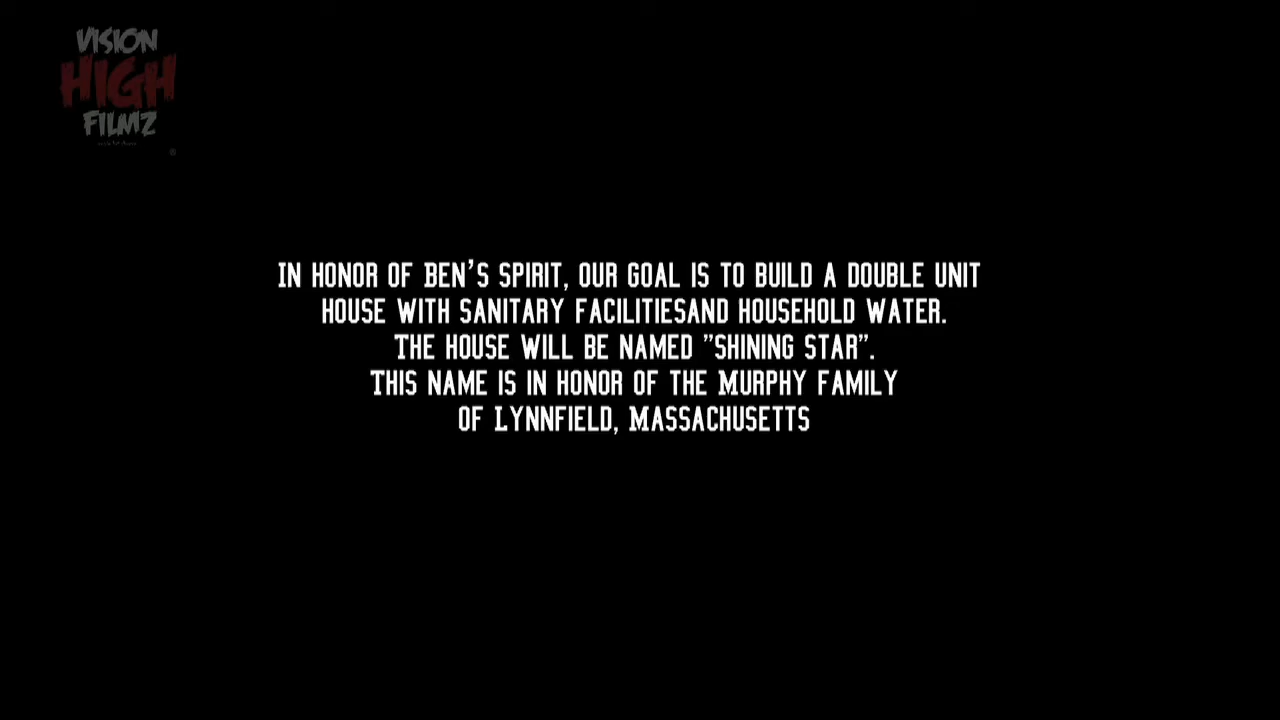 VISION
HIGH
FILMZ
IN HONOR OF BEN'S SPIRIT, OUR GOAL IS TO BUILD A DOUBLE UNIT
HOUSE WITH SANITARY FACILITIESAND HOUSEHOLD WATER.
THE HOUSE WILL BE NAMED "SHINING STAR".
THIS NAME IS IN HONOR OF THE MURPHY FAMILY
OF LYNNFIELD, MASSACHUSETTS